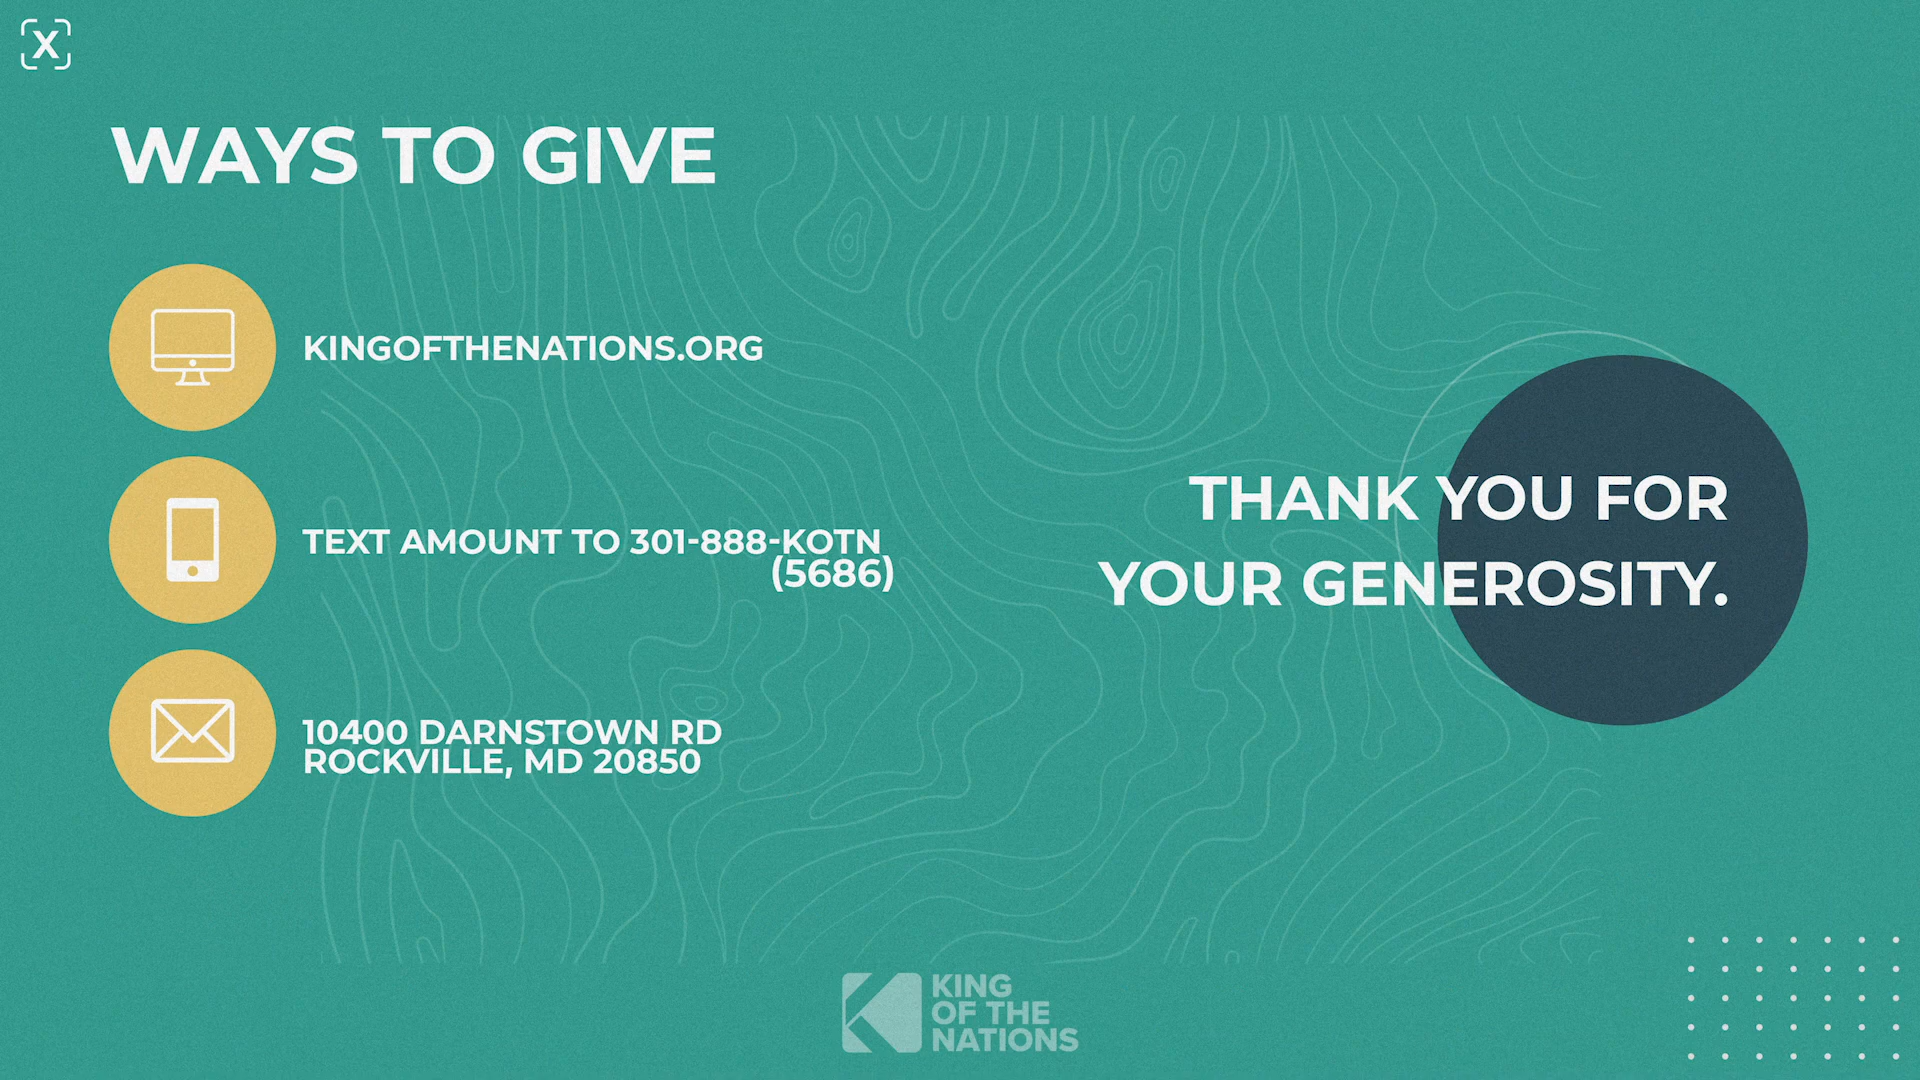 X
WAYS TO GIVE
KINGOFTHENATIONS.ORG
TEXT AMOUNT TO 301-888-KOTN
(5686)
10400 DARNSTOWN RD
ROCKVILLE, MD 20850
THANK YOU FOR
YOUR GENEROSITY.
KING
OF THE
NATIONS